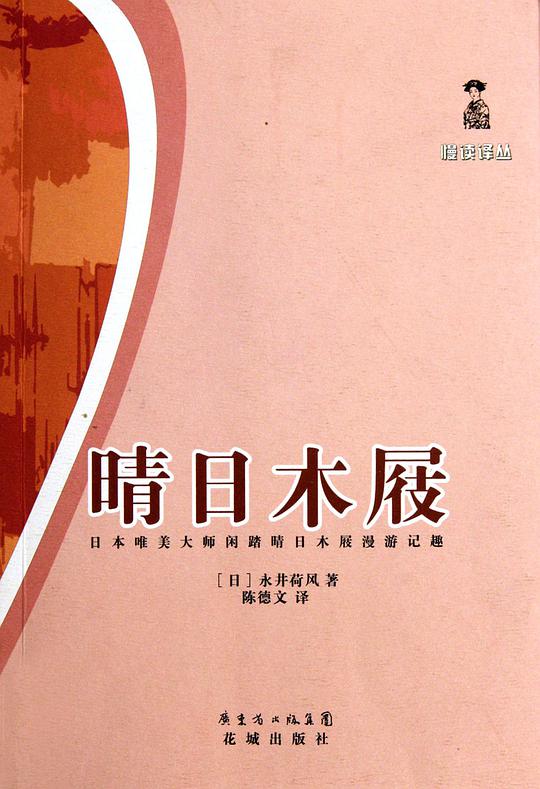 慢读译丛
晴日木屐
日本唯美大师闲踏晴日木屐漫游记趣
［日］永井荷风 著
陈德文 译
广东省出版集团
花城出版社